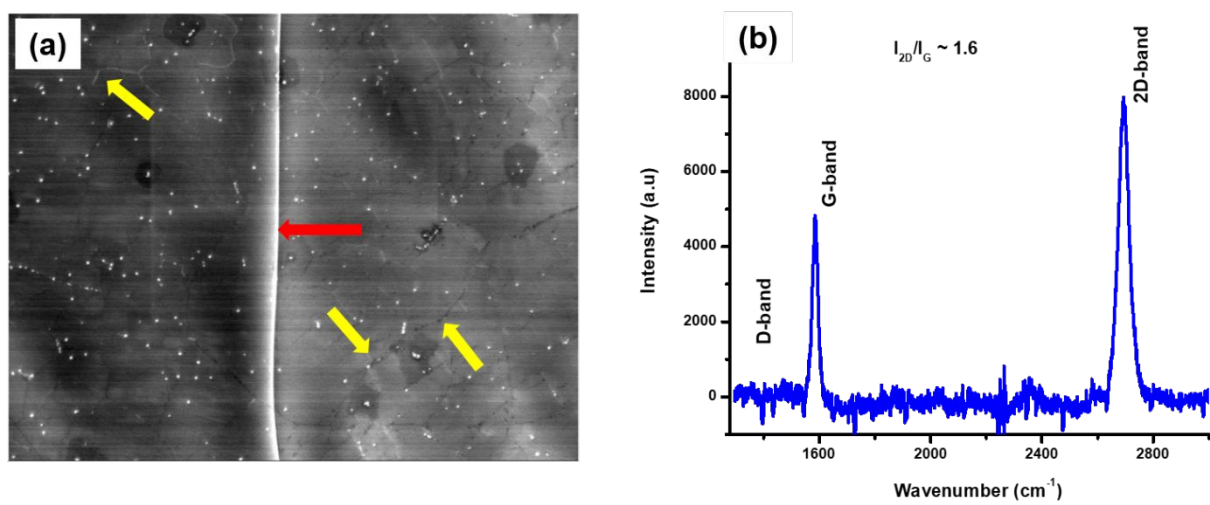 (a)
(b)
I2D/IG ~ 1.6
2D-band
G-band
D-band
8000
6000
4000
2000
0
Intensity (a.u)
1600
2000
2400
2800
Wavenumber (cm-1)